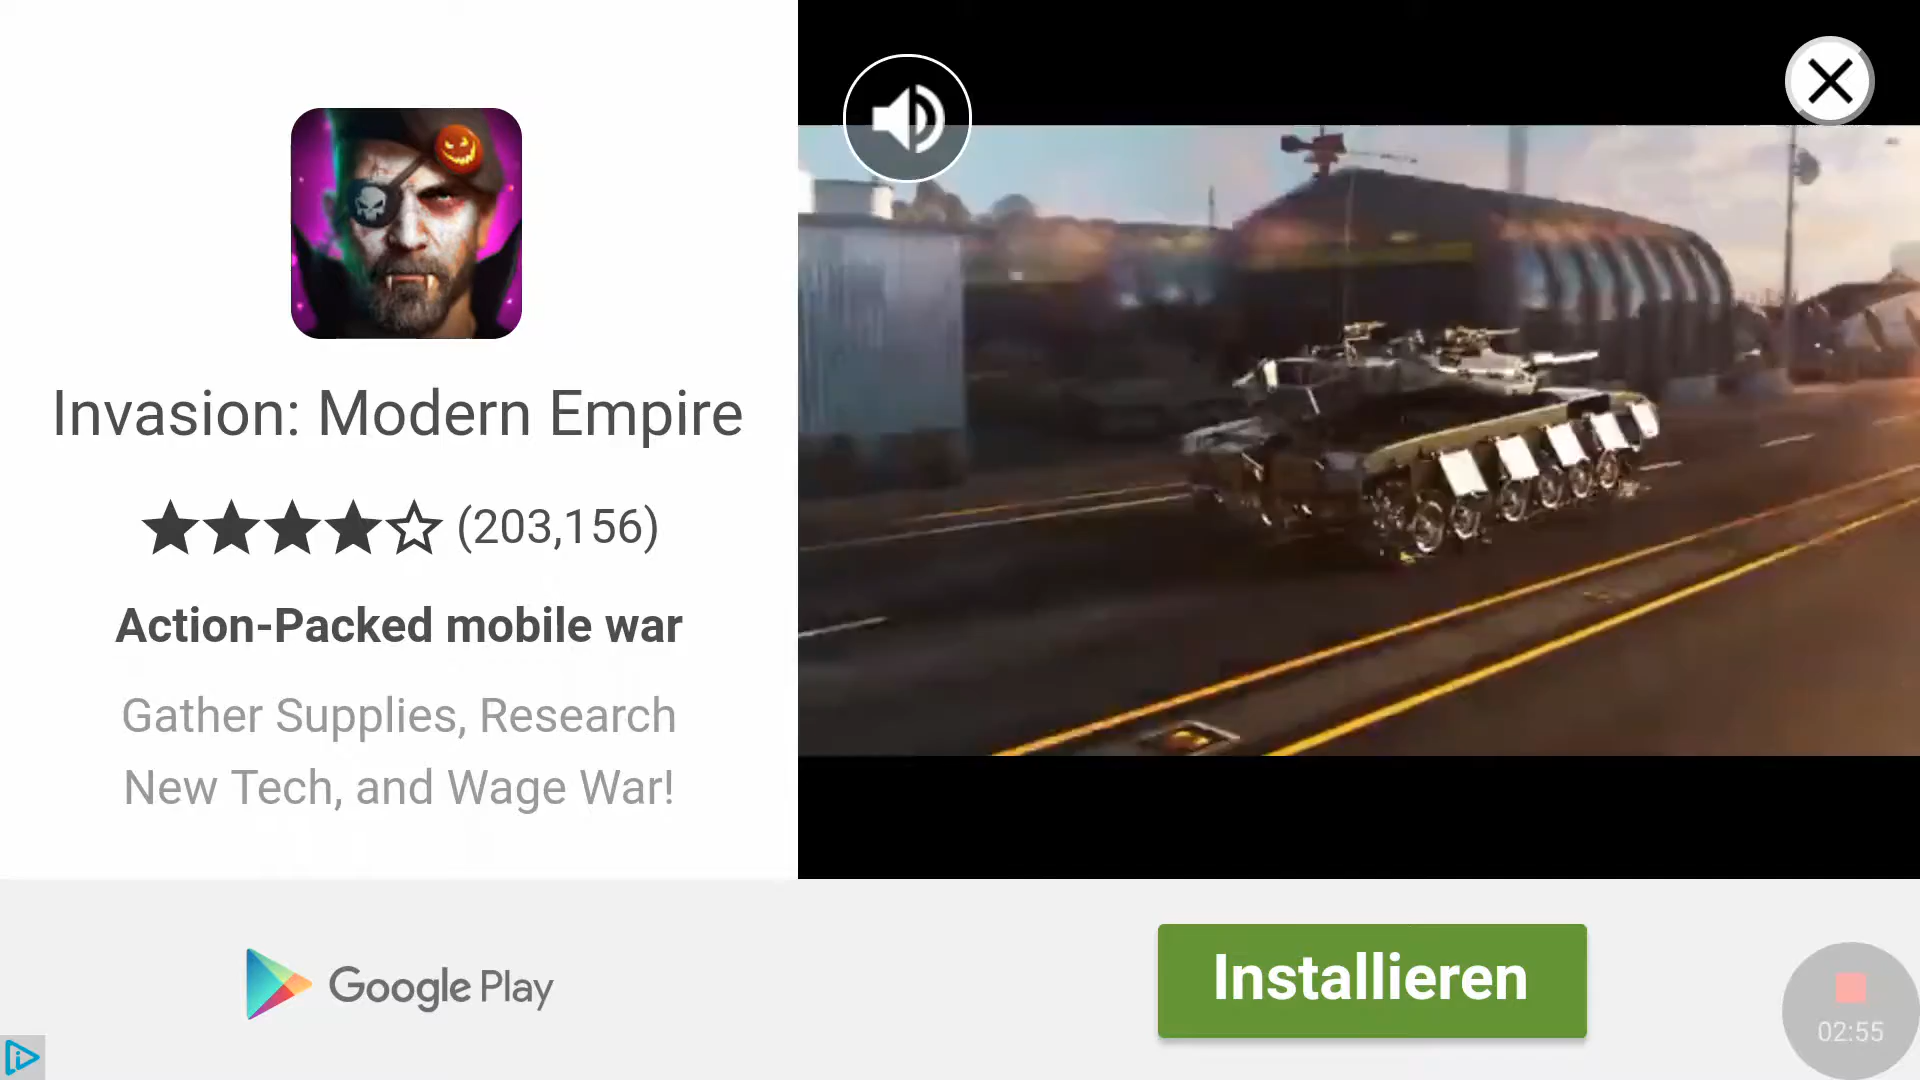 Invasion: Modern Empire
(203,156)
Action-Packed mobile war
Gather Supplies, Research
New Tech, and Wage War!
Google Play
Installieren
02:55